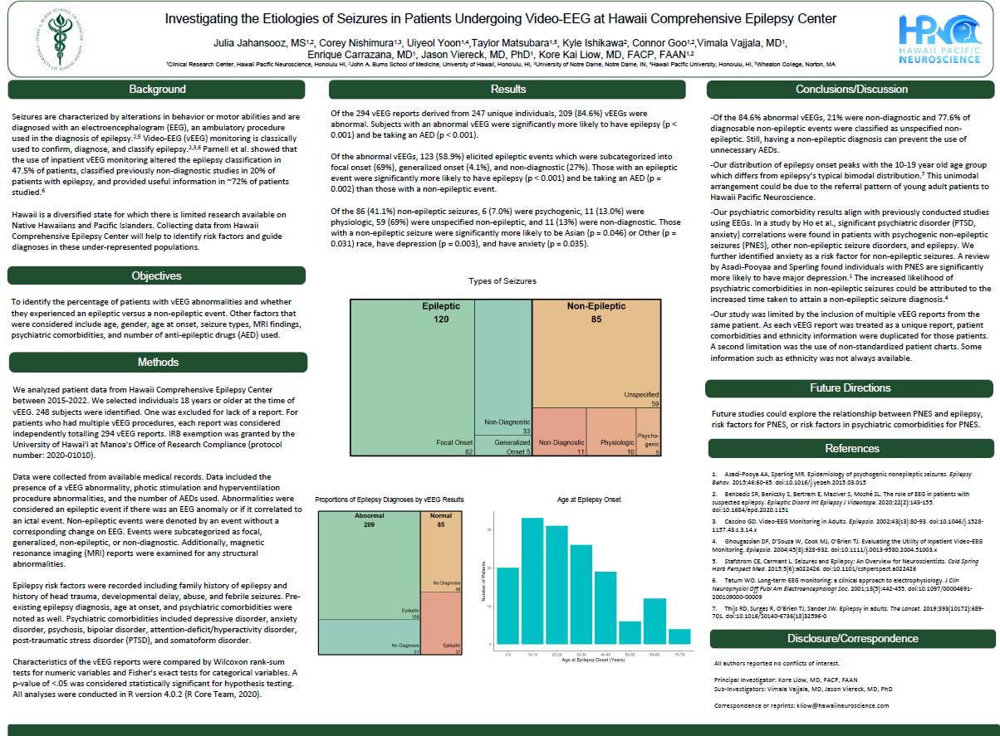 Investigating the Etiologies of Seizures in Patients Undergoing Video-EEG at Hawaii Comprehensive Epilepsy Center
Julia Jahansooz, MS1,2, Corey Nishimura1,3, Uiyeol Yoon1,4,Taylor Matsubara1,5, Kyle Ishikawa2, Connor Goo1,2,Vimala Vajjala, MD1,
Enrique Carrazana, MD1, Jason Viereck, MD, PhD1, Kore Kai Liow, MD, FACP, FAAN1,2
1Clinical Research Center, Hawaii Pacific Neuroscience, Honolulu HI, 2John A. Burns School of Medicine, University of Hawaii, Honolulu, HI, 3University of Notre Dame, Notre Dame, IN, 4Hawaii Pacific University, Honolulu, HI, 5Wheaton College, Norton, MA
HPN
HAWAII PACIFIC
NEUROSCIENCE
Background
Seizures are characterized by alterations in behavior or motor abilities and are
diagnosed with an electroencephalogram (EEG), an ambulatory procedure
used in the diagnosis of epilepsy.2,5 Video-EEG (vEEG) monitoring is classically
used to confirm, diagnose, and classify epilepsy.2,3,6 Parnell et al. showed that
the use of inpatient vEEG monitoring altered the epilepsy classification in
47.5% of patients, classified previously non-diagnostic studies in 20% of
patients with epilepsy, and provided useful information in ~72% of patients
studied.6
Hawaii is a diversified state for which there is limited research available on
Native Hawaiians and Pacific Islanders. Collecting data from Hawaii
Comprehensive Epilepsy Center will help to identify risk factors and guide
diagnoses in these under-represented populations.
Objectives
To identify the percentage of patients with vEEG abnormalities and whether
they experienced an epileptic versus a non-epileptic event. Other factors that
were considered include age, gender, age at onset, seizure types, MRI findings,
psychiatric comorbidities, and number of anti-epileptic drugs (AED) used.
Methods
We analyzed patient data from Hawaii Comprehensive Epilepsy Center
between 2015-2022. We selected individuals 18 years or older at the time of
vEEG. 248 subjects were identified. One was excluded for lack of a report. For
patients who had multiple vEEG procedures, each report was considered
independently totalling 294 vEEG reports. IRB exemption was granted by the
University of Hawai'i at Manoa's Office of Research Compliance (protocol
number: 2020-01010).
Data were collected from available medical records. Data included the
presence of a vEEG abnormality, photic stimulation and hyperventilation
procedure abnormalities, and the number of AEDs used. Abnormalities were
considered an epileptic event if there was an EEG anomaly or if it correlated to
an ictal event. Non-epileptic events were denoted by an event without a
corresponding change on EEG. Events were subcategorized as focal,
generalized, non-epileptic, or non-diagnostic. Additionally, magnetic
resonance imaging (MRI) reports were examined for any structural
abnormalities.
Epilepsy risk factors were recorded including family history of epilepsy and
history of head trauma, developmental delay, abuse, and febrile seizures. Pre-
existing epilepsy diagnosis, age at onset, and psychiatric comorbidities were
noted as well. Psychiatric comorbidities included depressive disorder, anxiety
disorder, psychosis, bipolar disorder, attention-deficit/hyperactivity disorder,
post-traumatic stress disorder (PTSD), and somatoform disorder.
Characteristics of the vEEG reports were compared by Wilcoxon rank-sum
tests for numeric variables and Fisher's exact tests for categorical variables. A
p-value of <.05 was considered statistically significant for hypothesis testing.
All analyses were conducted in R version 4.0.2 (R Core Team, 2020).
Results
Of the 294 vEEG reports derived from 247 unique individuals, 209 (84.6%) vEEGs were
abnormal. Subjects with an abnormal vEEG were significantly more likely to have epilepsy (p <
0.001) and be taking an AED (p < 0.001).
Of the abnormal vEEGs, 123 (58.9%) elicited epileptic events which were subcategorized into
focal onset (69%), generalized onset (4.1%), and non-diagnostic (27%). Those with an epileptic
event were significantly more likely to have epilepsy (p < 0.001) and be taking an AED (p =
0.002) than those with a non-epileptic event.
Of the 86 (41.1%) non-epileptic seizures, 6 (7.0%) were psychogenic, 11 (13.0%) were
physiologic, 59 (69%) were unspecified non-epileptic, and 11 (13%) were non-diagnostic. Those
with a non-epileptic seizure were significantly more likely to be Asian (p = 0.046) or Other (p =
0.031) race, have depression (p = 0.003), and have anxiety (p = 0.035).
Types of Seizures
Epileptic
120
Non-Epileptic
85
Unspecified
59
Non-Diagnostic
33
Focal Onset
82
Generalized
Onset 5
Non-Diagnostic
11
Physiologic
10
Psycho-
genic
5
Proportions of Epilepsy Diagnoses by vEEG Results
Abnormal
209
Normal
85
No Diagnosis
48
Epileptic
158
No Diagnosis
51
Epileptic
37
Age at Epilepsy Onset
Number of Patients
30
20
10
0
0-9 10-19 20-29 30-39 40-49 50-59 60-69 70-79
Age at Epilepsy Onset (Years)
Conclusions/Discussion
-Of the 84.6% abnormal vEEGs, 21% were non-diagnostic and 77.6% of
diagnosable non-epileptic events were classified as unspecified non-
epileptic. Still, having a non-epileptic diagnosis can prevent the use of
unnecessary AEDs.
-Our distribution of epilepsy onset peaks with the 10-19 year old age group
which differs from epilepsy's typical bimodal distribution.7 This unimodal
arrangement could be due to the referral pattern of young adult patients to
Hawaii Pacific Neuroscience.
-Our psychiatric comorbidity results align with previously conducted studies
using EEGs. In a study by Ho et al., significant psychiatric disorder (PTSD,
anxiety) correlations were found in patients with psychogenic non-epileptic
seizures (PNES), other non-epileptic seizure disorders, and epilepsy. We
further identified anxiety as a risk factor for non-epileptic seizures. A review
by Asadi-Pooyaa and Sperling found individuals with PNES are significantly
more likely to have major depression.1 The increased likelihood of
psychiatric comorbidities in non-epileptic seizures could be attributed to the
increased time taken to attain a non-epileptic seizure diagnosis.4
-Our study was limited by the inclusion of multiple vEEG reports from the
same patient. As each vEEG report was treated as a unique report, patient
comorbidities and ethnicity information were duplicated for those patients.
A second limitation was the use of non-standardized patient charts. Some
information such as ethnicity was not always available.
Future Directions
Future studies could explore the relationship between PNES and epilepsy,
risk factors for PNES, or risk factors in psychiatric comorbidities for PNES.
References
1. Asadi-Pooya AA, Sperling MR. Epidemiology of psychogenic nonepileptic seizures. Epilepsy
Behav. 2015;46:60-65. doi:10.1016/j.yebeh.2015.03.015
2. Benbadis SR, Beniczky S, Bertram E, MacIver S, Moshé SL. The role of EEG in patients with
suspected epilepsy. Epileptic Disord Int Epilepsy J Videotape. 2020;22(2):143-155.
doi:10.1684/epd.2020.1151
3. Cascino GD. Video-EEG Monitoring in Adults. Epilepsia. 2002;43(s3):80-93. doi:10.1046/j.1528-
1157.43.s.3.14.x
4. Ghougassian DF, D'Souza W, Cook MJ, O'Brien TJ. Evaluating the Utility of Inpatient Video-EEG
Monitoring. Epilepsia. 2004;45(8):928-932. doi:10.1111/j.0013-9580.2004.51003.x
5. Stafstrom CE, Carmant L. Seizures and Epilepsy: An Overview for Neuroscientists. Cold Spring
Harb Perspect Med. 2015;5(6):a022426. doi:10.1101/cshperspect.a022426
6. Tatum WO. Long-term EEG monitoring: a clinical approach to electrophysiology. J Clin
Neurophysiol Off Publ Am Electroencephalogr Soc. 2001;18(5):442-455. doi:10.1097/00004691-
200109000-00009
7. Thijs RD, Surges R, O'Brien TJ, Sander JW. Epilepsy in adults. The Lancet. 2019;393(10172):689-
701. doi:10.1016/S0140-6736(18)32596-0
Disclosure/Correspondence
All authors reported no conflicts of interest.
Principal Investigator: Kore Liow, MD, FACP, FAAN
Sub-Investigators: Vimala Vajjala, MD, Jason Viereck, MD, PhD
Correspondence or reprints: kliow@hawaiineuroscience.com